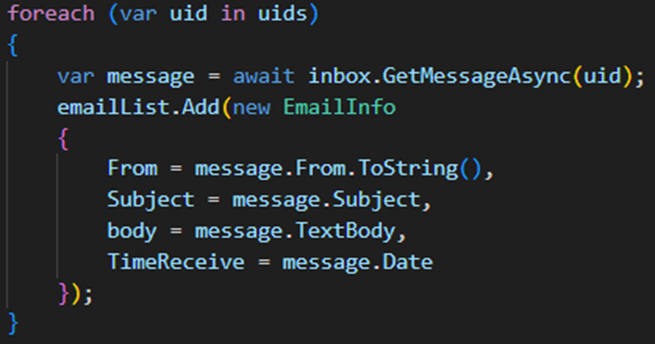 foreach (var uid in uids)
{
    var message = await inbox.GetMessageAsync(uid);
    emailList.Add(new EmailInfo
    {
        From = message.From.ToString(),
        Subject = message.Subject,
        body = message.TextBody,
        TimeReceive = message.Date
    });
}